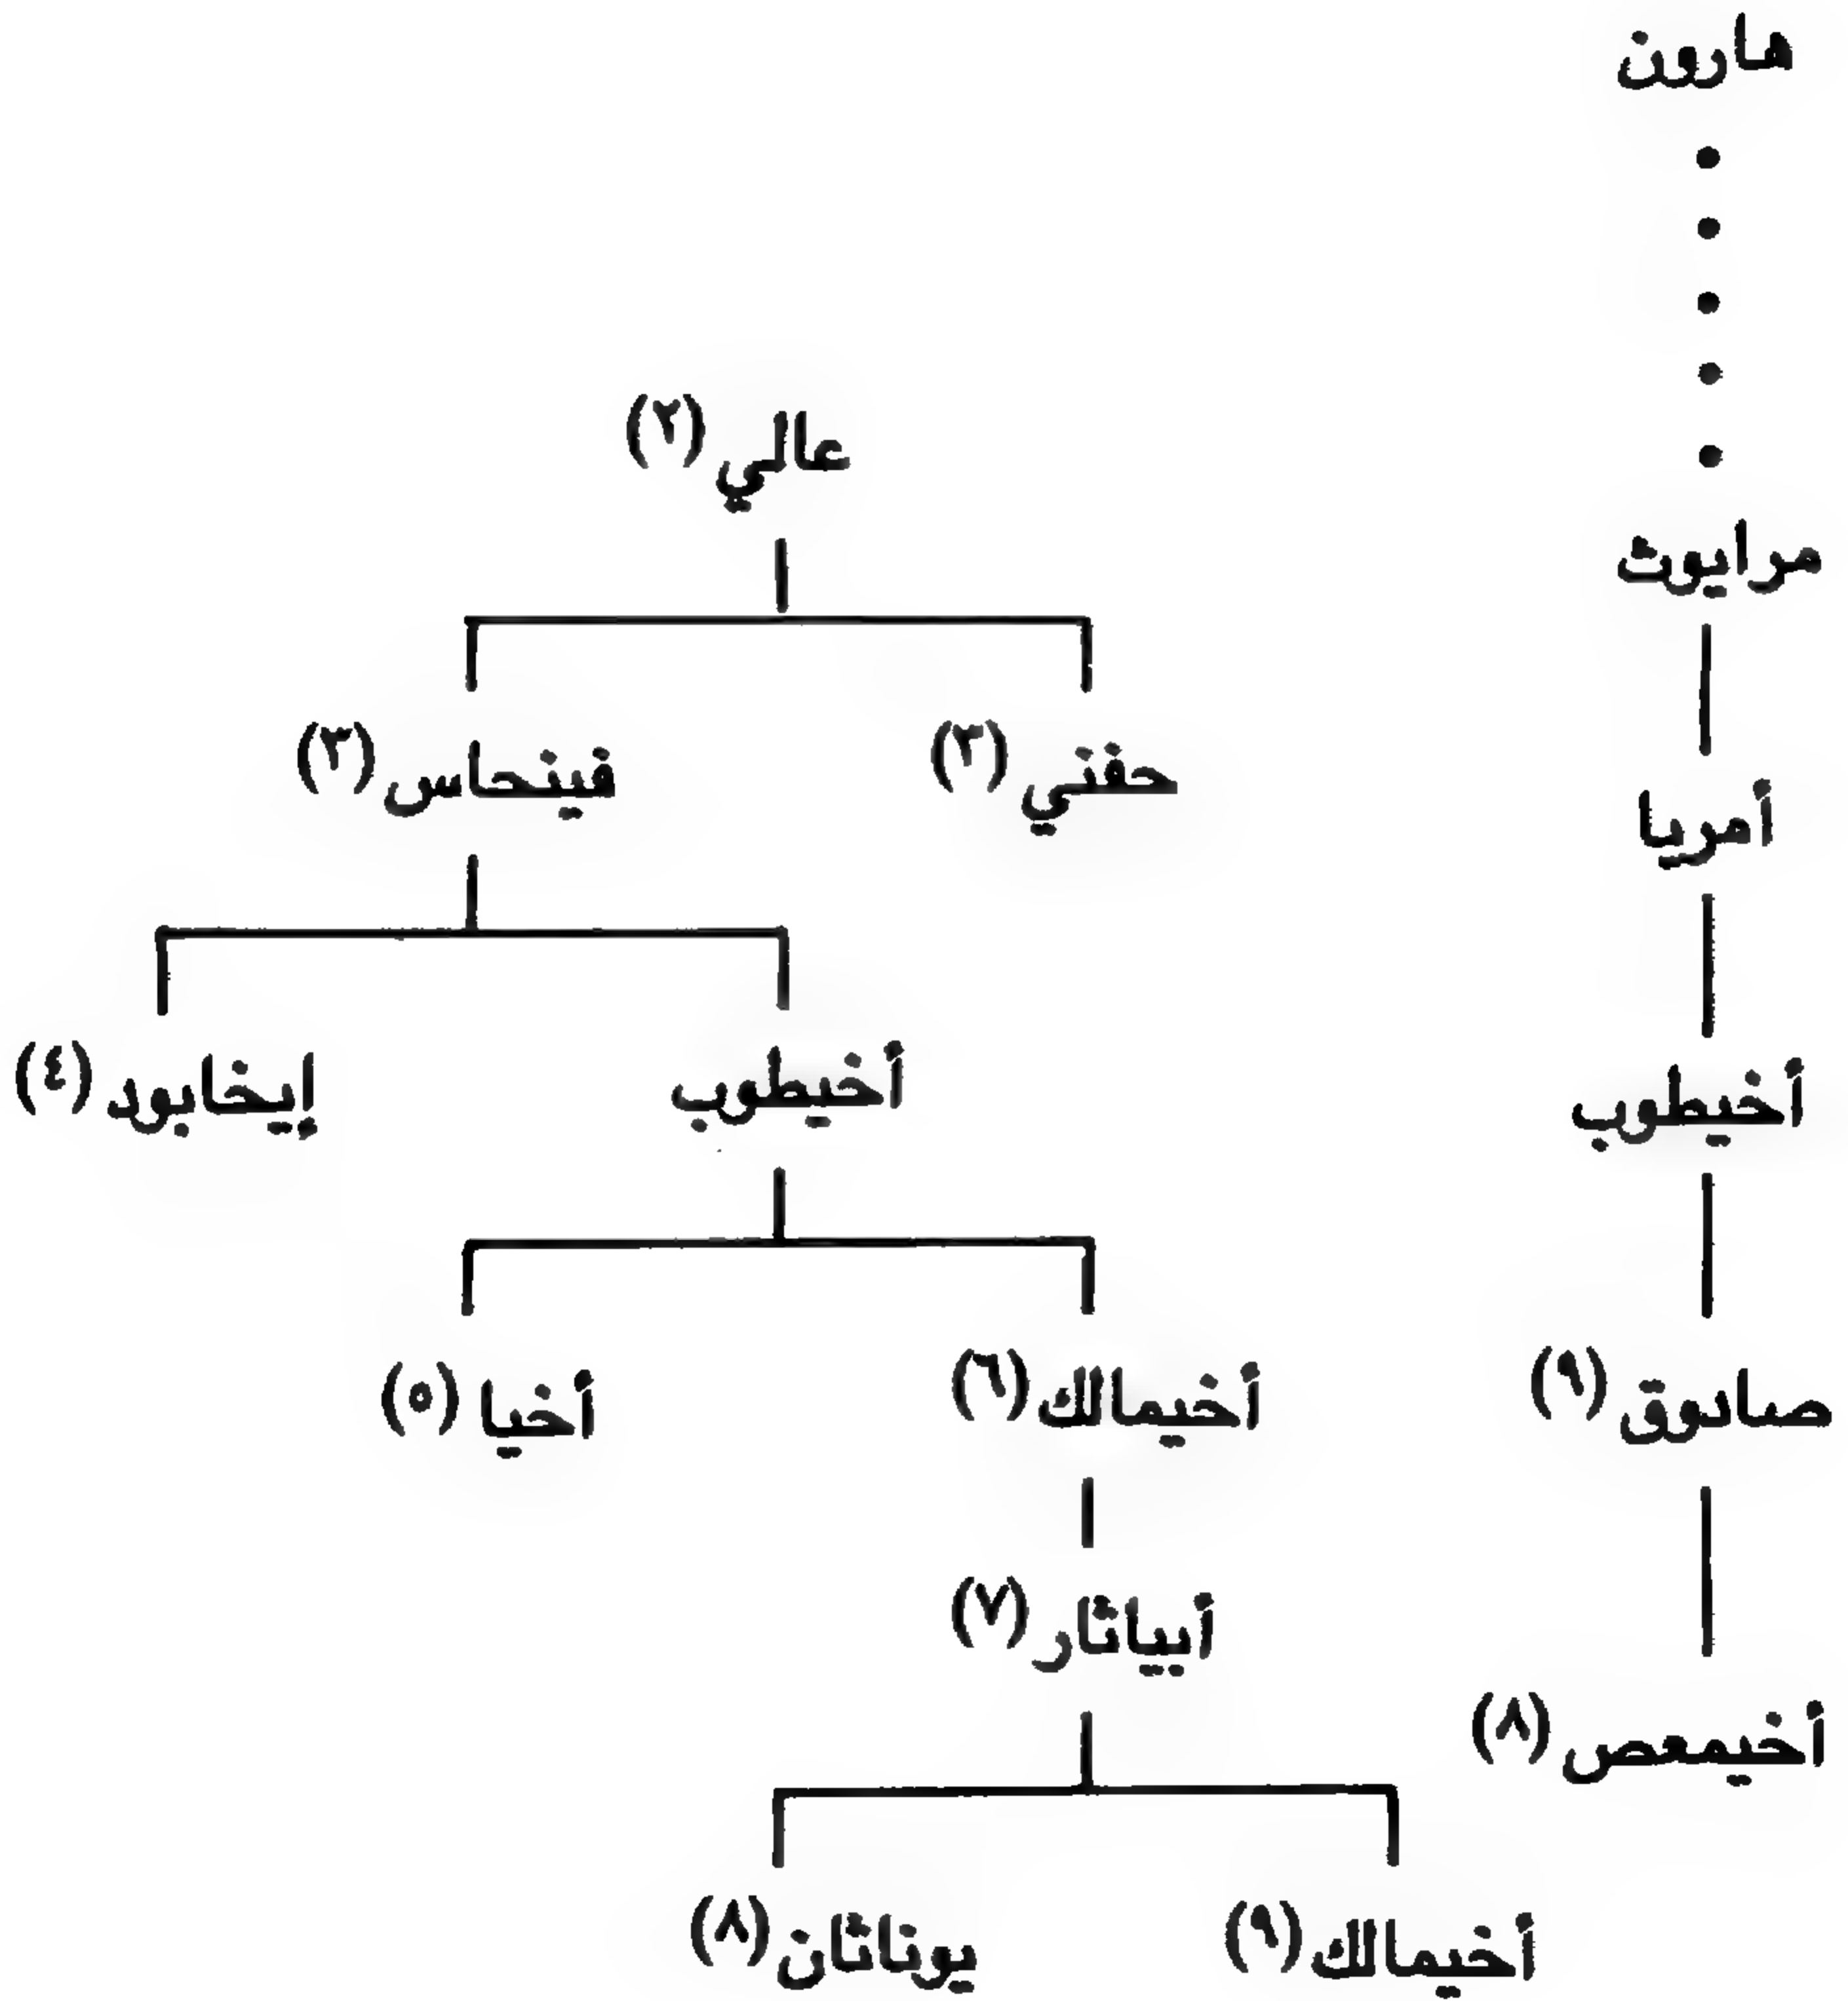 هارون
عالي (٢)
مرايوث
حفني (٣)
فينحاس (٣)
أمريا
أخيطوب
أخيطوب
إيخابود (٤)
صادوق (٩)
أخيمالك (٦)
أخيا (٥)
أبياثار (٧)
أخيمعص (٨)
أخيمالك (٩)
يوناثان (٨)